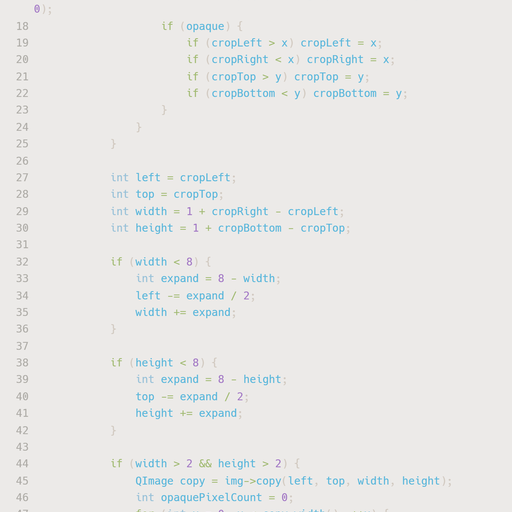 0);
18 if (opaque) {
19 if (cropLeft > x) cropLeft = x;
20 if (cropRight < x) cropRight = x;
21 if (cropTop > y) cropTop = y;
22 if (cropBottom < y) cropBottom = y;
23 }
24 }
25 }
26
27 int left = cropLeft;
28 int top = cropTop;
29 int width = 1 + cropRight - cropLeft;
30 int height = 1 + cropBottom - cropTop;
31
32 if (width < 8) {
33 int expand = 8 - width;
34 left -= expand / 2;
35 width += expand;
36 }
37
38 if (height < 8) {
39 int expand = 8 - height;
40 top -= expand / 2;
41 height += expand;
42 }
43
44 if (width > 2 && height > 2) {
45 QImage copy = img->copy(left, top, width, height);
46 int opaquePixelCount = 0;